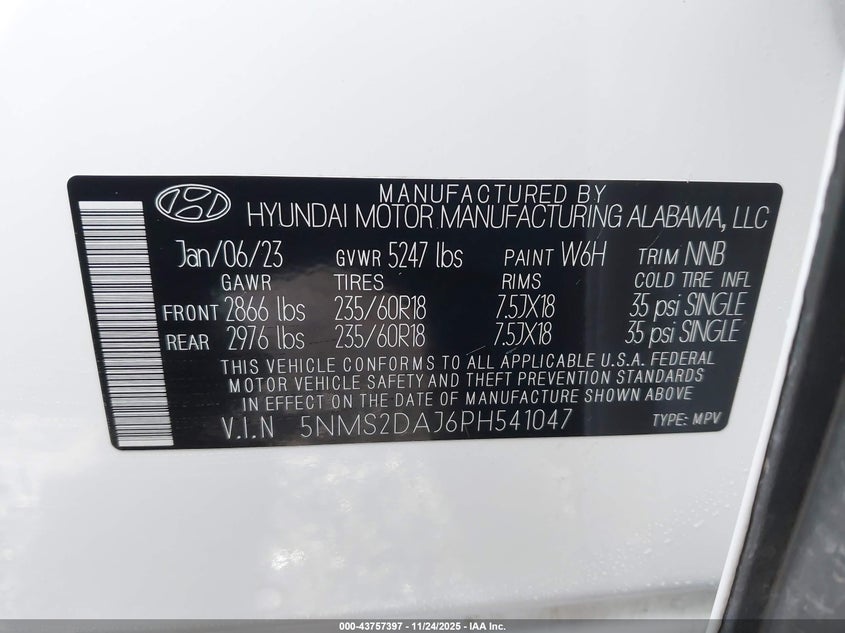 MANUFACTURED BY
HYUNDAI MOTOR MANUFACTURING ALABAMA, LLC
Jan/06/23 GVWR 5247 lbs PAINT W6H TRIM NNB
GAWR TIRES RIMS COLD TIRE INFL
FRONT 2866 lbs 235/60R18 7.5JX18 35 psi SINGLE
REAR 2976 lbs 235/60R18 7.5JX18 35 psi SINGLE
THIS VEHICLE CONFORMS TO ALL APPLICABLE U.S.A. FEDERAL
MOTOR VEHICLE SAFETY AND THEFT PREVENTION STANDARDS
IN EFFECT ON THE DATE OF MANUFACTURE SHOWN ABOVE
V.I.N 5NMS2DAJ6PH541047 TYPE: MPV
000-43757397 - 11/24/2025 - IAA Inc.